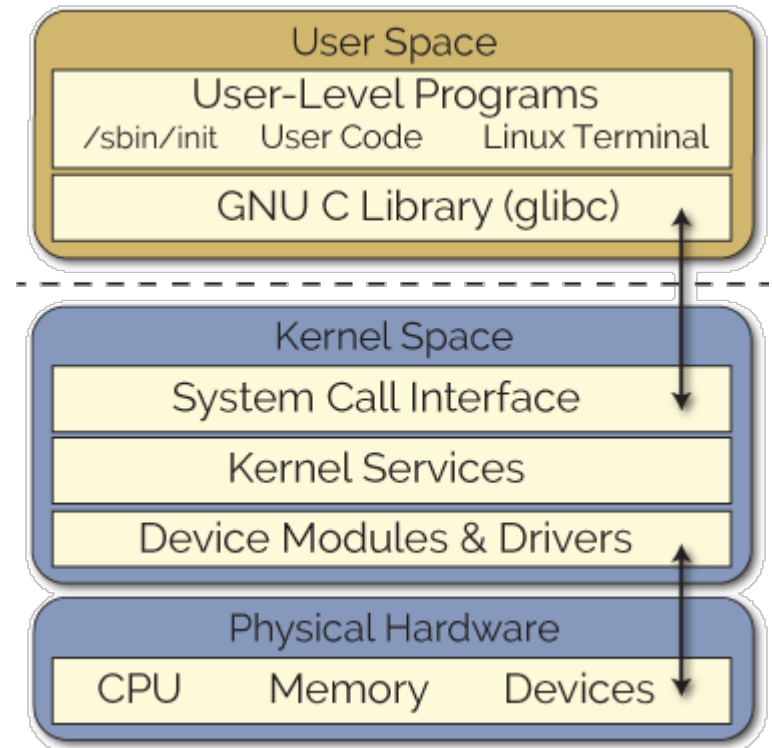 User Space
User-Level Programs
/sbin/init User Code Linux Terminal
GNU C Library (glibc)
Kernel Space
System Call Interface
Kernel Services
Device Modules & Drivers
Physical Hardware
CPU Memory Devices